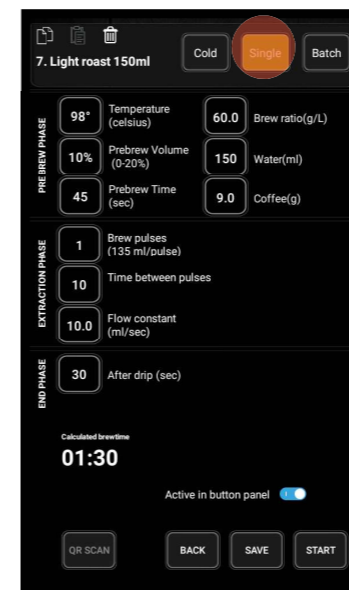 7. Light roast 150ml
Cold
Single
Batch
PRE BREW PHASE
98° Temperature (celsius)
60.0 Brew ratio(g/L)
10% Prebrew Volume (0-20%)
150 Water(ml)
45 Prebrew Time (sec)
9.0 Coffee(g)
EXTRACTION PHASE
1 Brew pulses (135 ml/pulse)
10 Time between pulses
10.0 Flow constant (ml/sec)
END PHASE
30 After drip (sec)
Calculated brewtime
01:30
Active in button panel
QR SCAN
BACK
SAVE
START